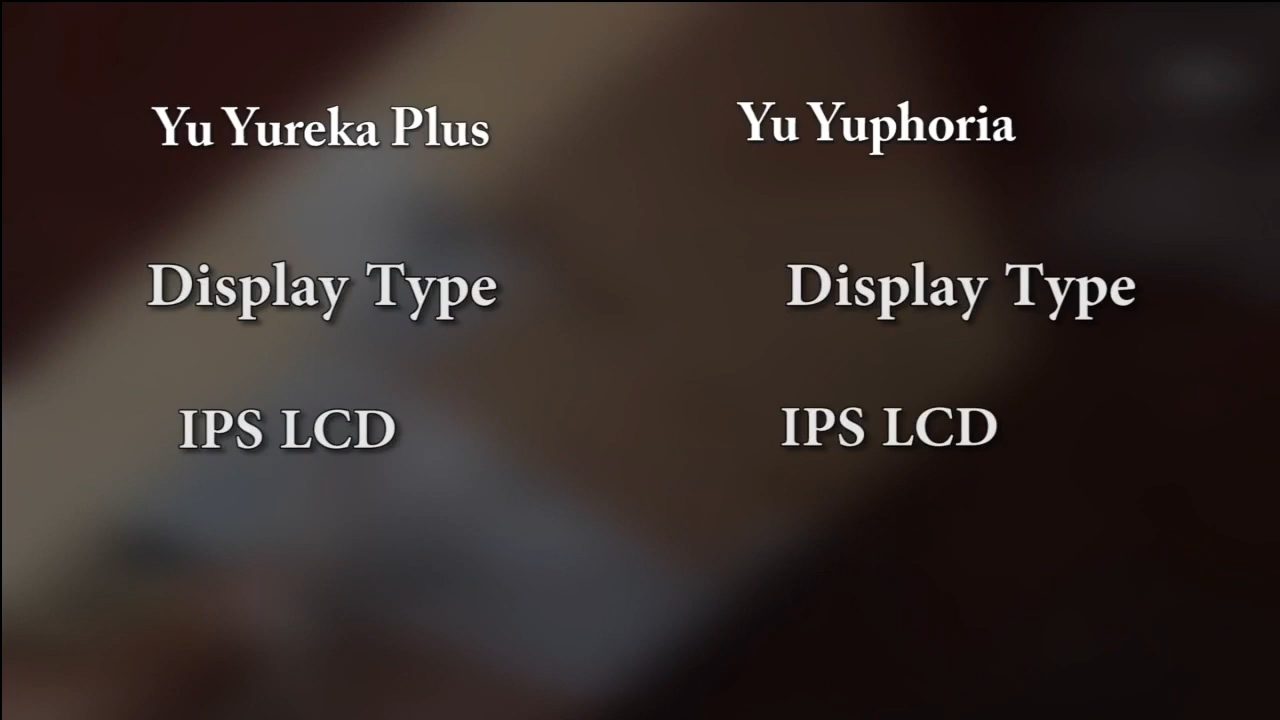 Yu Yureka Plus
Yu Yuphoria
Display Type
Display Type
IPS LCD
IPS LCD